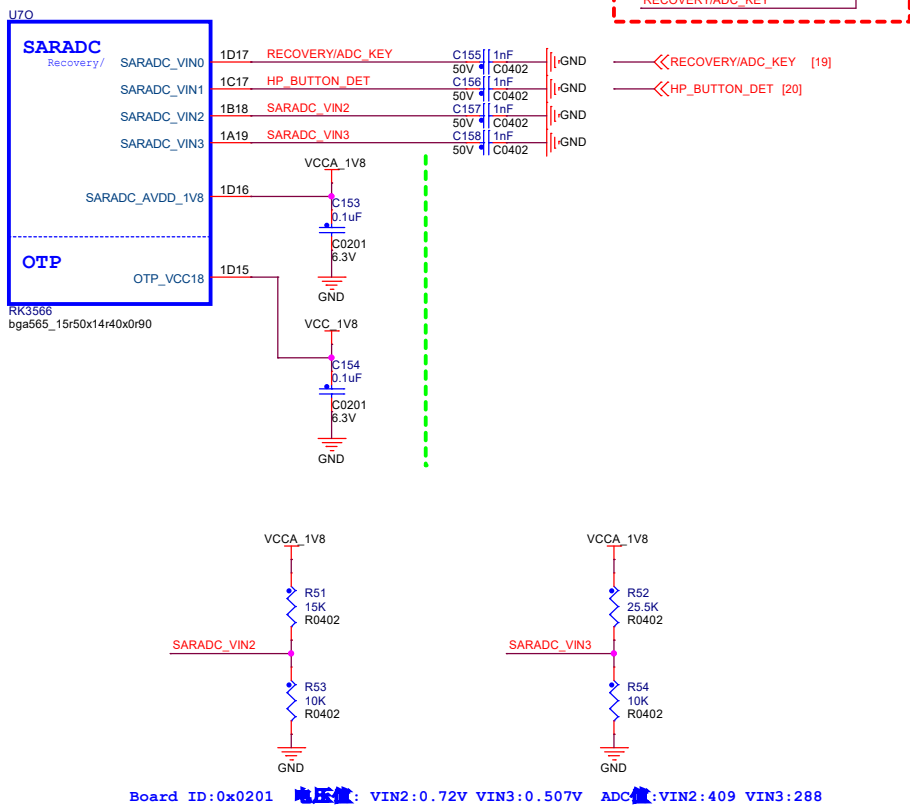 RECOVERY/ADC_KEY
U7O
SARADC
Recovery/
SARADC_VIN0
1D17
RECOVERY/ADC_KEY
C155
1nF
50V
C0402
GND
RECOVERY/ADC_KEY [19]
SARADC_VIN1
1C17
HP_BUTTON_DET
C156
1nF
50V
C0402
GND
HP_BUTTON_DET [20]
SARADC_VIN2
1B18
SARADC_VIN2
C157
1nF
50V
C0402
GND
SARADC_VIN3
1A19
SARADC_VIN3
C158
1nF
50V
C0402
GND
VCCA_1V8
SARADC_AVDD_1V8
1D16
C153
0.1uF
C0201
6.3V
GND
OTP
OTP_VCC18
1D15
RK3566
bga565_15r50x14r40x0r90
VCC_1V8
C154
0.1uF
C0201
6.3V
GND
VCCA_1V8
R51
15K
R0402
SARADC_VIN2
R53
10K
R0402
GND
VCCA_1V8
R52
25.5K
R0402
SARADC_VIN3
R54
10K
R0402
GND
Board ID:0x0201 电压值: VIN2:0.72V VIN3:0.507V ADC值:VIN2:409 VIN3:288